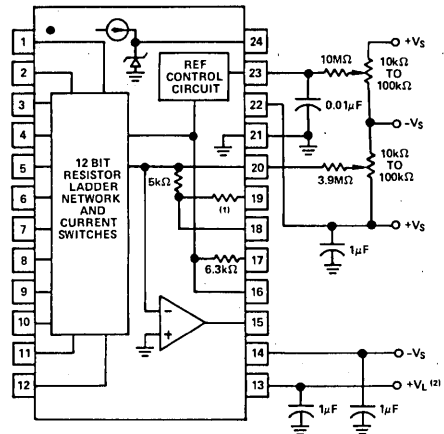 1
2
3
4
5
6
7
8
9
10
11
12
24
23
22
21
20
19
18
17
16
15
14
13
REF
CONTROL
CIRCUIT
12 BIT
RESISTOR
LADDER
NETWORK
AND
CURRENT
SWITCHES
5kΩ
(1)
6.3kΩ
−
+
10MΩ
0.01μF
3.9MΩ
+VS
10kΩ
TO
100kΩ
−VS
10kΩ
TO
100kΩ
+VS
1μF
−VS
+VL (2)
1μF
1μF